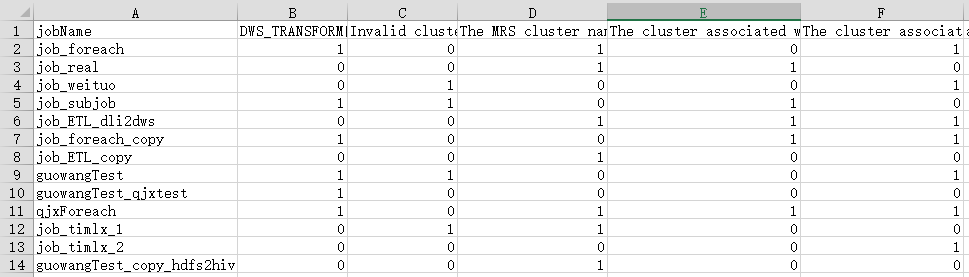 A B C D E F
1 jobName DWS_TRANSFORM Invalid cluste The MRS cluster nam The cluster associated w The cluster associat
2 job_foreach 1 0 1 0 1
3 job_real 0 0 1 1 0
4 job_weituo 0 1 0 0 1
5 job_subjob 1 1 0 1 0
6 job_ETL_dli2dws 0 0 1 1 1
7 job_foreach_copy 1 0 0 1 1
8 job_ETL_copy 0 0 1 0 0
9 guowangTest 1 1 0 0 1
10 guowangTest_qjxtest 1 0 0 0 0
11 qjxForeach 1 0 1 1 1
12 job_timlx_1 0 1 1 0 0
13 job_timlx_2 0 0 0 0 1
14 guowangTest_copy_hdfs2hiv 0 0 1 0 0